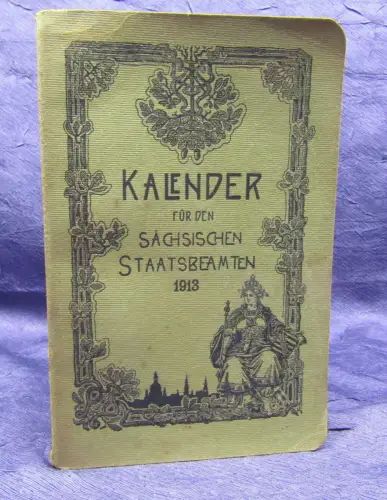 KALENDER
FÜR DEN
SÄCHSISCHEN
STAATSBEAMTEN
1913